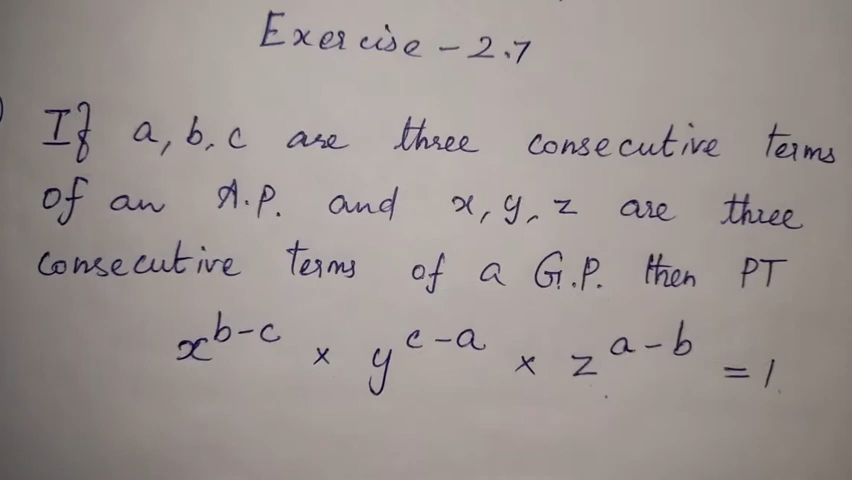 Exercise - 2.7
) If a, b, c are three consecutive terms
of an A.P. and x, y, z are three
consecutive terms of a G.P. then PT
x^{b-c} × y^{c-a} × z^{a-b} = 1